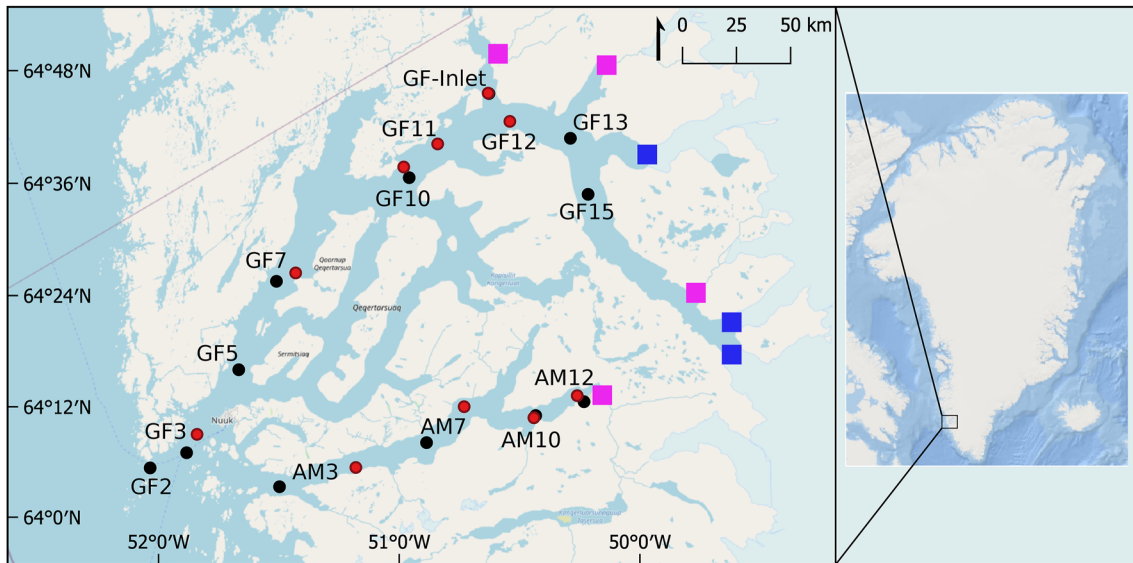 0 25 50 km
64°48′N
GF-Inlet
GF11
GF12
GF13
64°36′N
GF10
GF15
GF7
Qoornup
Qeqertarsua
64°24′N
Qeqertarsuaq
Sermitsiaq
GF5
AM12
64°12′N
Nuuk
GF3
AM7
AM10
GF2
AM3
64°0′N
52°0′W
51°0′W
50°0′W